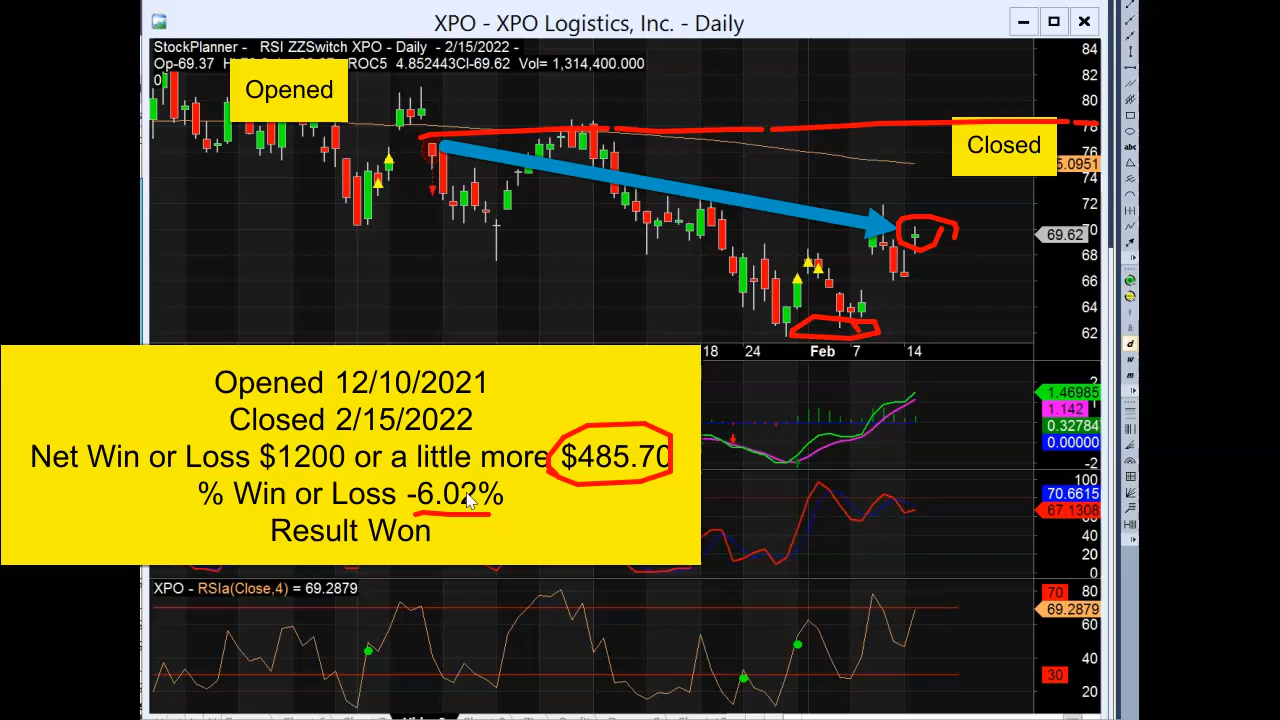 XPO - XPO Logistics, Inc. - Daily
StockPlanner - RSI ZZSwitch XPO - Daily - 2/15/2022 -
Op-69.37
ROC5 4.852443Cl-69.62 Vol= 1,314,400.000
Opened
Closed
84
82
80
78
76
5.0951
74
72
70
69.62
68
66
64
62
18 24 Feb 7 14
Opened 12/10/2021
Closed 2/15/2022
Net Win or Loss $1200 or a little more $485.70
% Win or Loss -6.02%
Result Won
1.46985
1.142
0.32784
0.00000
-2
70.6615
67.1308
40
20
0
XPO - RSIa(Close,4) = 69.2879
70
80
69.2879
60
40
30
20
abc
d
w
m